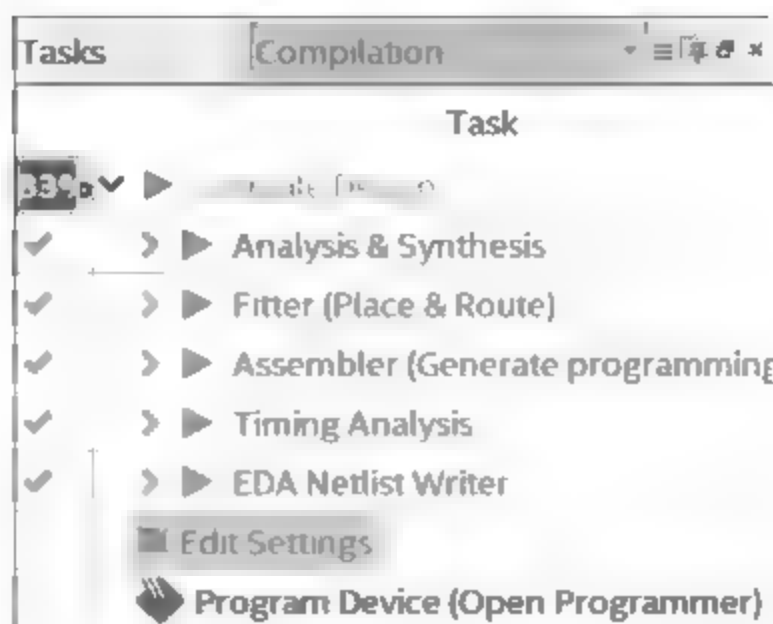 Tasks Compilation
Task
33%
Analysis & Synthesis
Fitter (Place & Route)
Assembler (Generate programming
Timing Analysis
EDA Netlist Writer
Edit Settings
Program Device (Open Programmer)